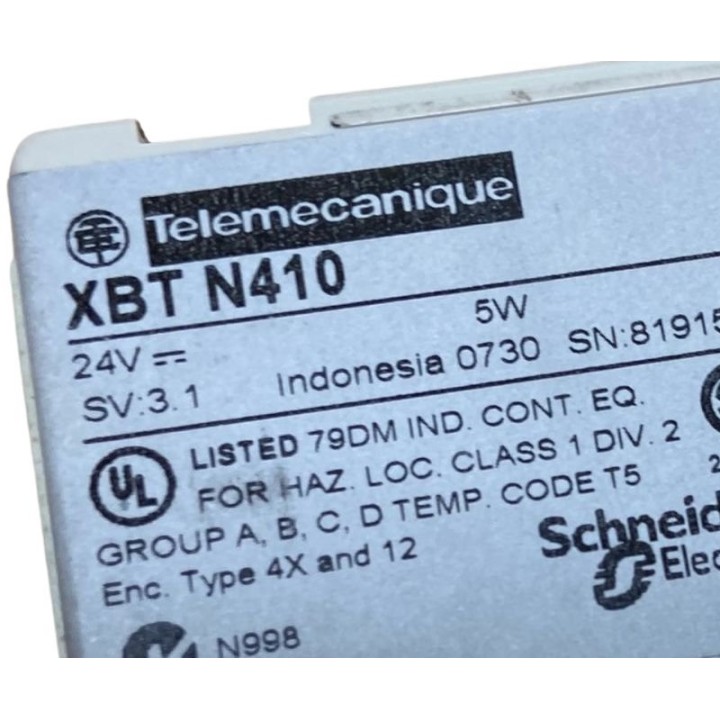 Telemecanique
XBT N410
24V 5W
SV:3.1 Indonesia 0730 SN:81915
UL LISTED 79DM IND. CONT. EQ.
FOR HAZ. LOC. CLASS 1 DIV. 2
GROUP A, B, C, D TEMP. CODE T5
Enc. Type 4X and 12
Schneid
Elec
N998